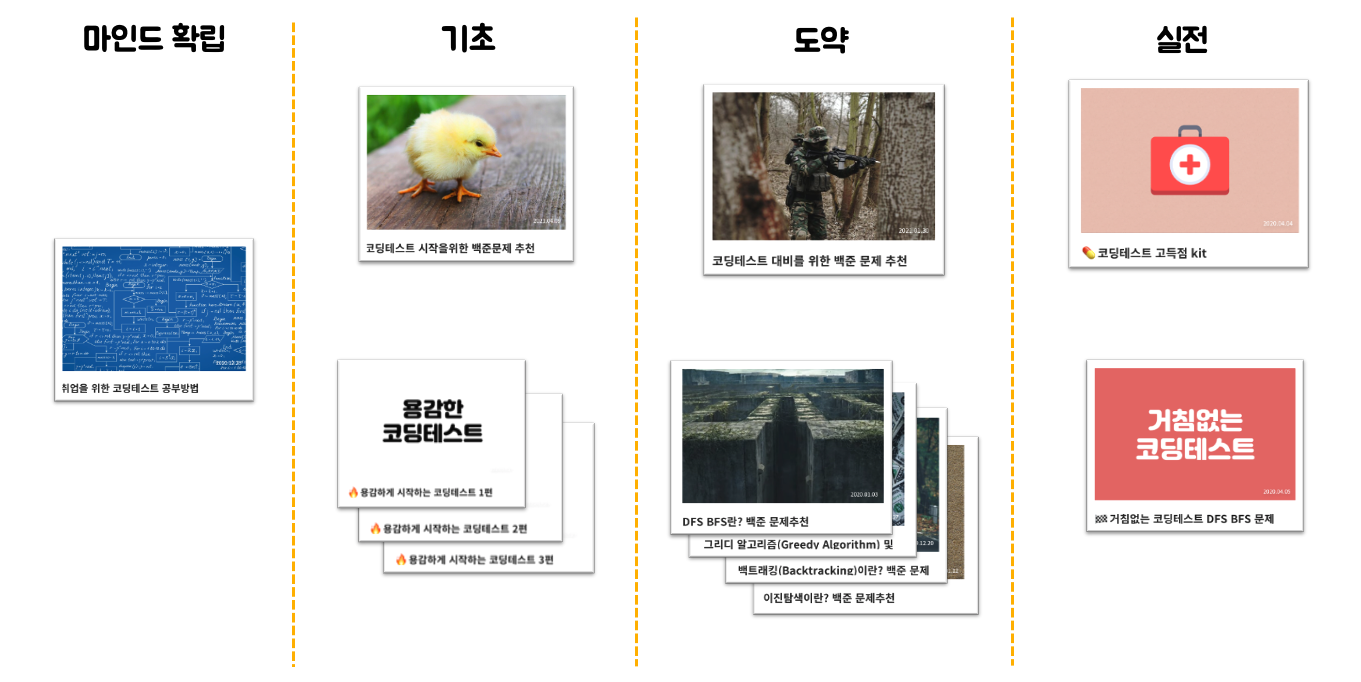 마인드 확립
취업을 위한 코딩테스트 공부방법
기초
코딩테스트 시작을위한 백준문제 추천
용감한
코딩테스트
🔥용감하게 시작하는 코딩테스트 1편
🔥용감하게 시작하는 코딩테스트 2편
🔥용감하게 시작하는 코딩테스트 3편
도약
코딩테스트 대비를 위한 백준 문제 추천
2020.01.03
DFS BFS란? 백준 문제추천
그리디 알고리즘(Greedy Algorithm) 및
백트래킹(Backtracking)이란? 백준 문제
이진탐색이란? 백준 문제추천
실전
2020.04.04
💊코딩테스트 고득점 kit
거침없는
코딩테스트
2020.04.05
🏁거침없는 코딩테스트 DFS BFS 문제